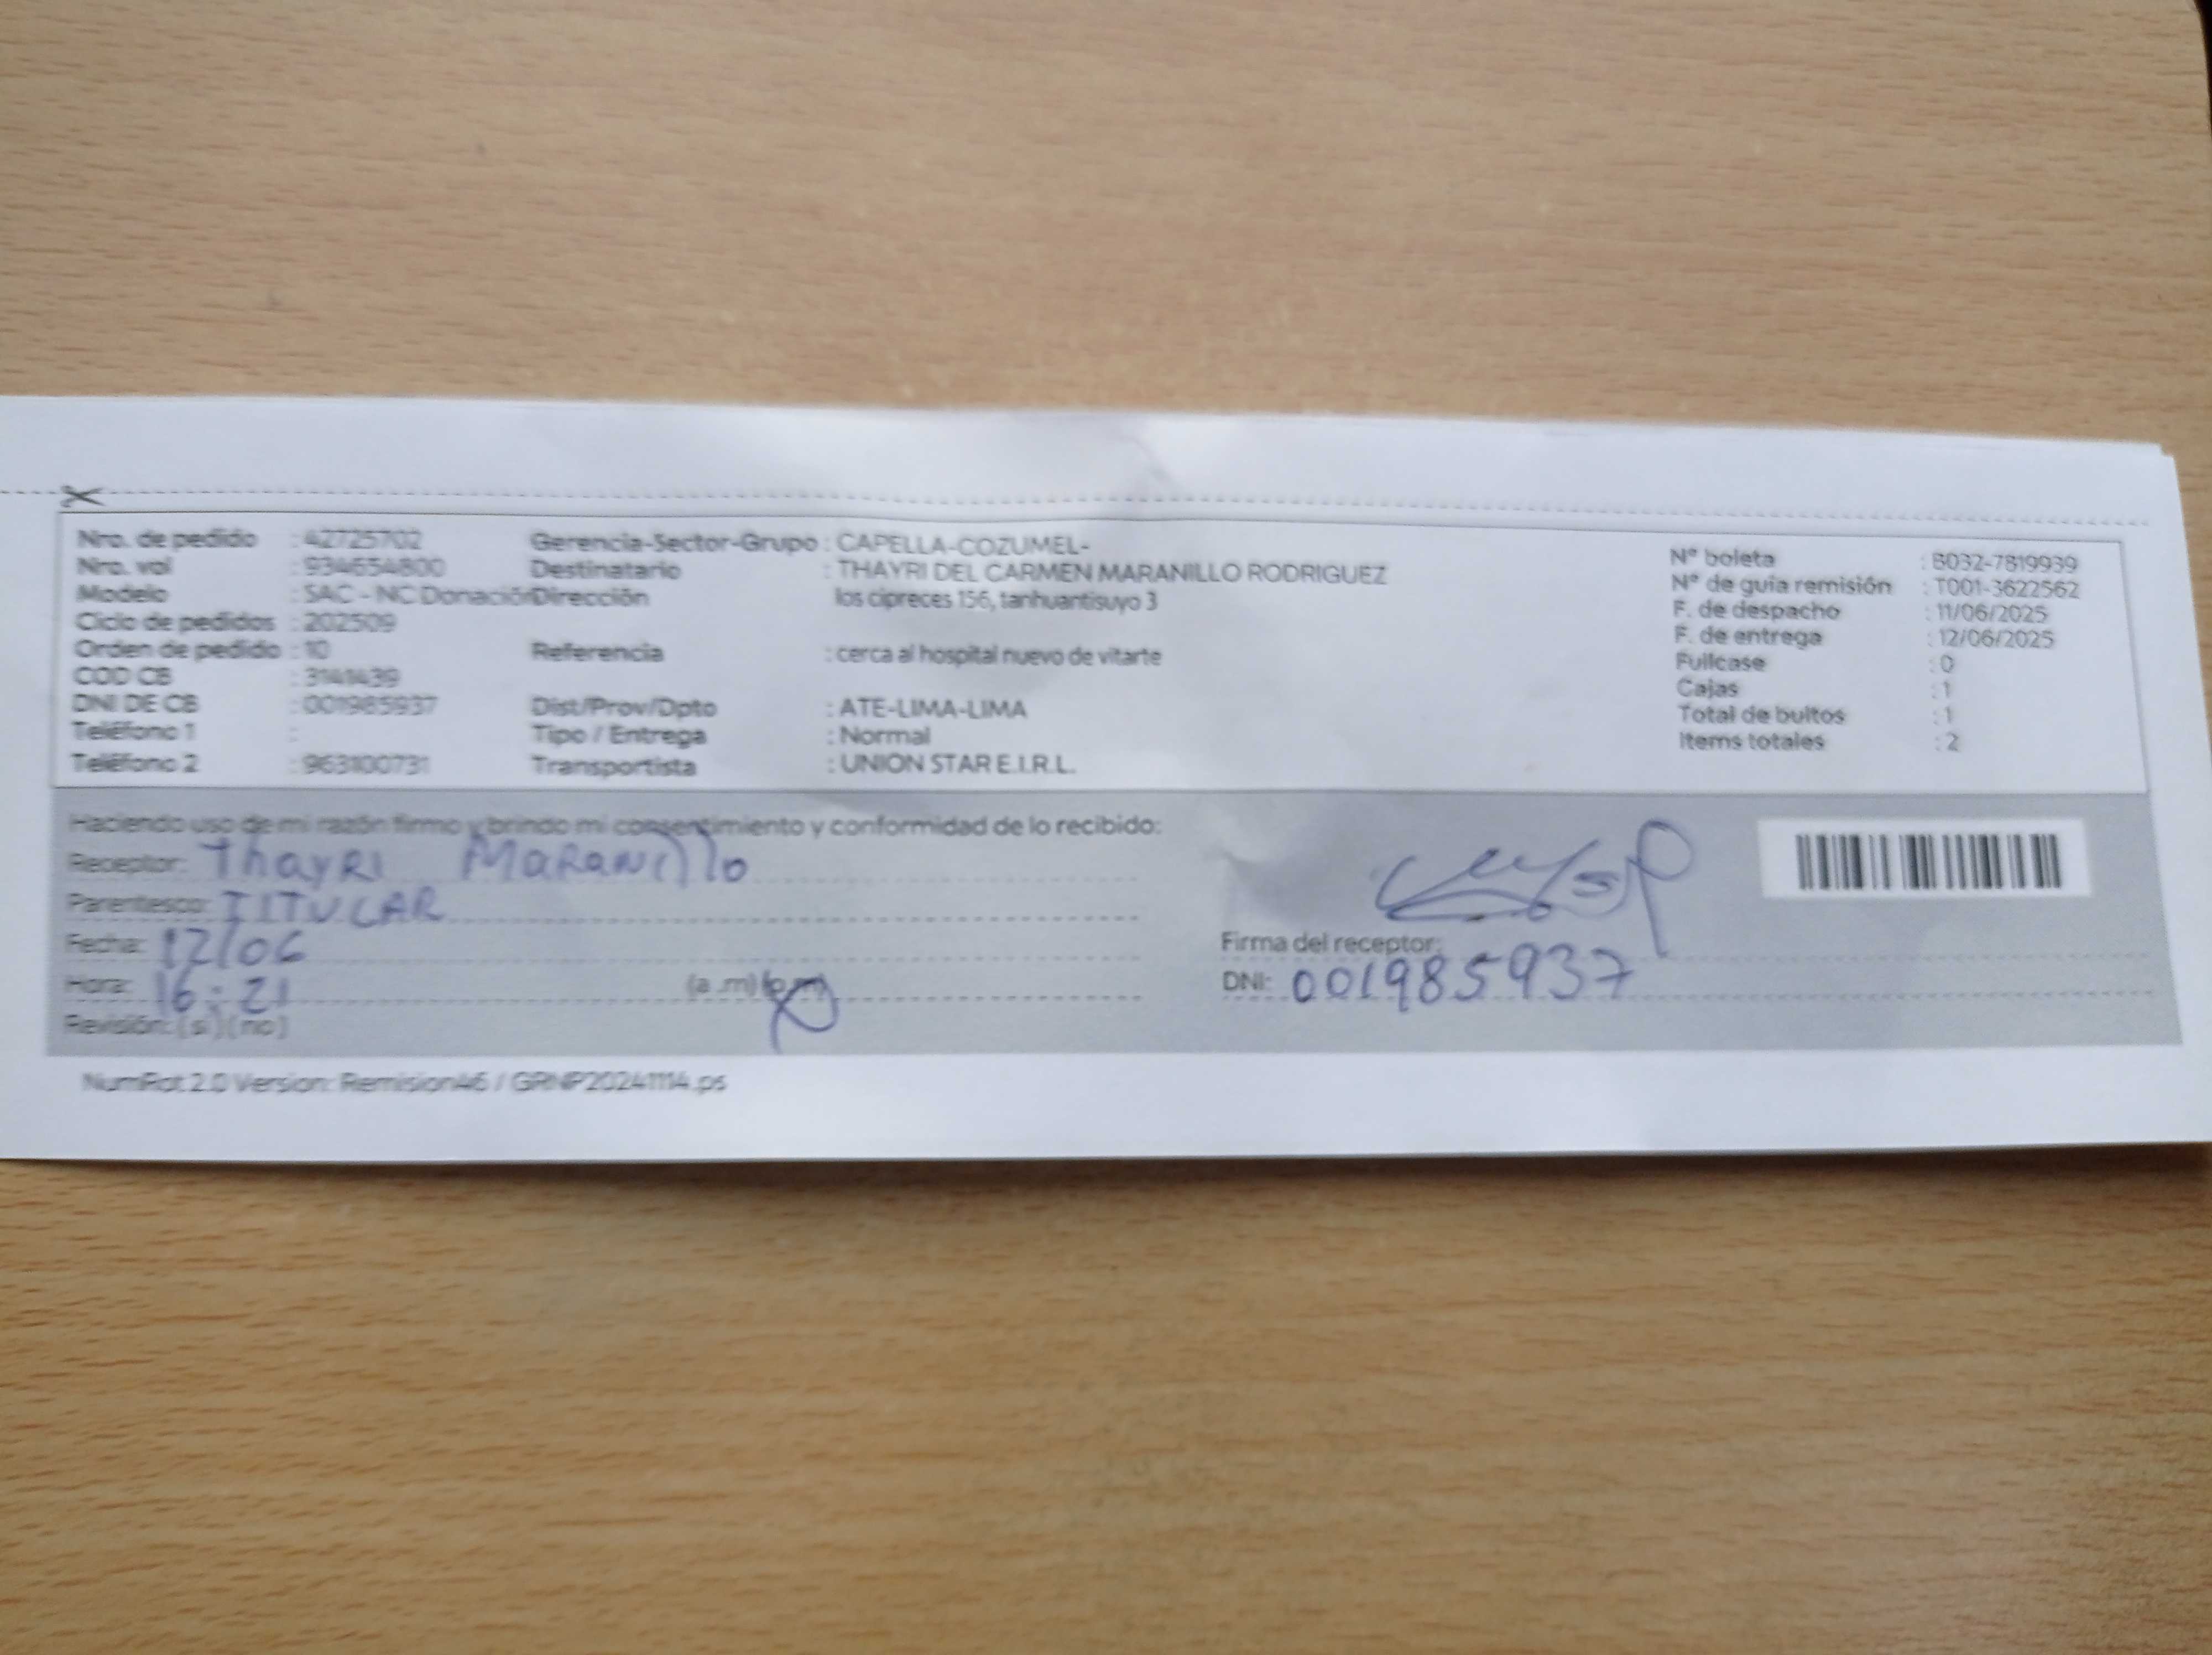 Nro. de pedido : 42725702
Nro. vol : 934654800
Modelo : SAC - NC Donación
Ciclo de pedidos : 202509
Orden de pedido : 10
COD CB : 3141439
DNI DE CB : 001985937
Teléfono 1 :
Teléfono 2 : 963100731
Gerencia-Sector-Grupo : CAPELLA-COZUMEL-
Destinatario : THAYRI DEL CARMEN MARANILLO RODRIGUEZ
Dirección los cipreces 156, tanhuantisuyo 3
Referencia : cerca al hospital nuevo de vitarte
Dist/Prov/Dpto : ATE-LIMA-LIMA
Tipo / Entrega : Normal
Transportista : UNION STAR E.I.R.L.
N° boleta : B032-7819939
N° de guía remisión : T001-3622562
F. de despacho : 11/06/2025
F. de entrega : 12/06/2025
Fullcase : 0
Cajas : 1
Total de bultos : 1
Items totales : 2
Haciendo uso de mi razón firmo y brindo mi consentimiento y conformidad de lo recibido:
Receptor: Thayri Maranillo
Parentesco: TITULAR
Fecha: 12/06
Hora: 16:21 (a .m) (p.m)
Revisión: (si) (no)
Firma del receptor:
DNI: 001985937
NumRot 2.0 Version: RemisionA6 / GRNP20241114.ps